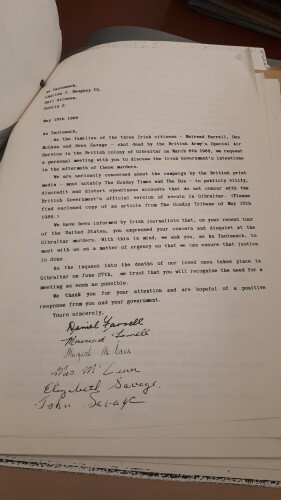 An Taoiseach,
Charles J. Haughey TD,
Dail Eireann,
Dublin 2.
May 18th 1988
An Taoiseach,
As the families of the three Irish citizens - Mairead Farrell, Dan
McCann and Sean Savage - shot dead by the British Army's Special Air
Service in the British colony of Gibraltar on March 6th 1988, we request
a personal meeting with you to discuss the Irish Government's intentions
in the aftermath of these murders.
We are seriously concerned about the campaign by the British print
media - most notably The Sunday Times and The Sun - to publicly vilify,
discredit and distort eyewitness accounts that do not concur with the
British Government's official version of events in Gibraltar. (Please
find enclosed copy of an article from The Sunday Tribune of May 15th
1988.)
We have been informed by Irish journalists that, on your recent tour
of the United States, you expressed your concern and disquiet at the
Gibraltar murders. With this in mind, we ask you, as An Taoiseach, to
meet with us as a matter of urgency so that we can ensure that justice
is done.
As the inquest into the deaths of our loved ones takes place in
Gibraltar on June 27th, we trust that you will recognise the need for a
meeting as soon as possible.
We thank you for your attention and are hopeful of a positive
response from you and your government.
Yours sincerely,
Daniel Farrell
Mairead Farrell
Margaret McCann
McCann
Elizabeth Savage
John Savage